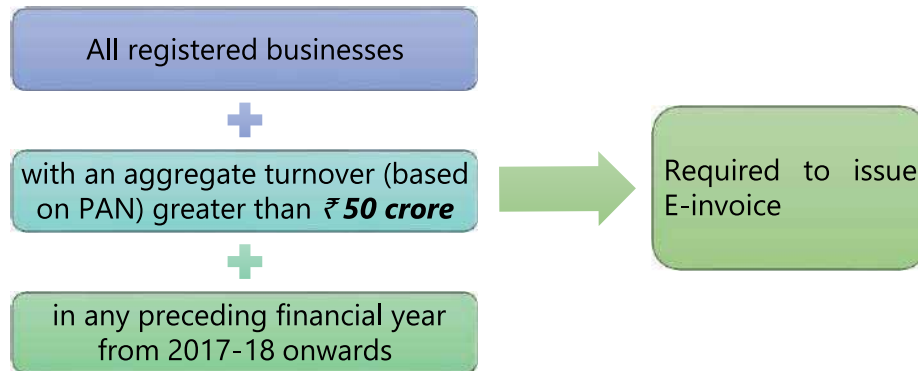 All registered businesses
with an aggregate turnover (based
on PAN) greater than ₹ 50 crore
in any preceding financial year
from 2017-18 onwards
Required to issue
E-invoice